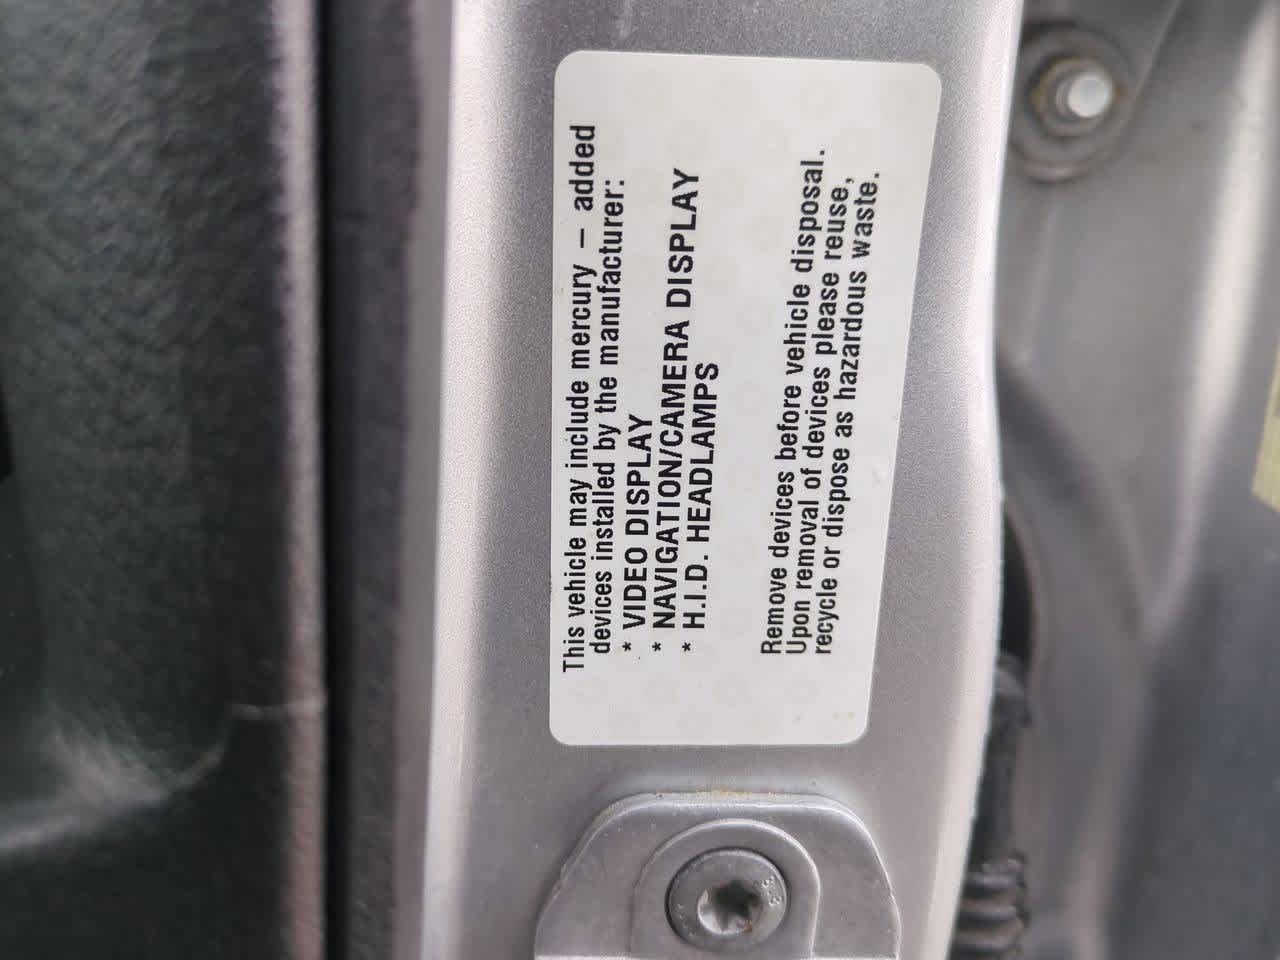 This vehicle may include mercury – added
devices installed by the manufacturer:
* VIDEO DISPLAY
* NAVIGATION/CAMERA DISPLAY
* H.I.D. HEADLAMPS
Remove devices before vehicle disposal.
Upon removal of devices please reuse,
recycle or dispose as hazardous waste.